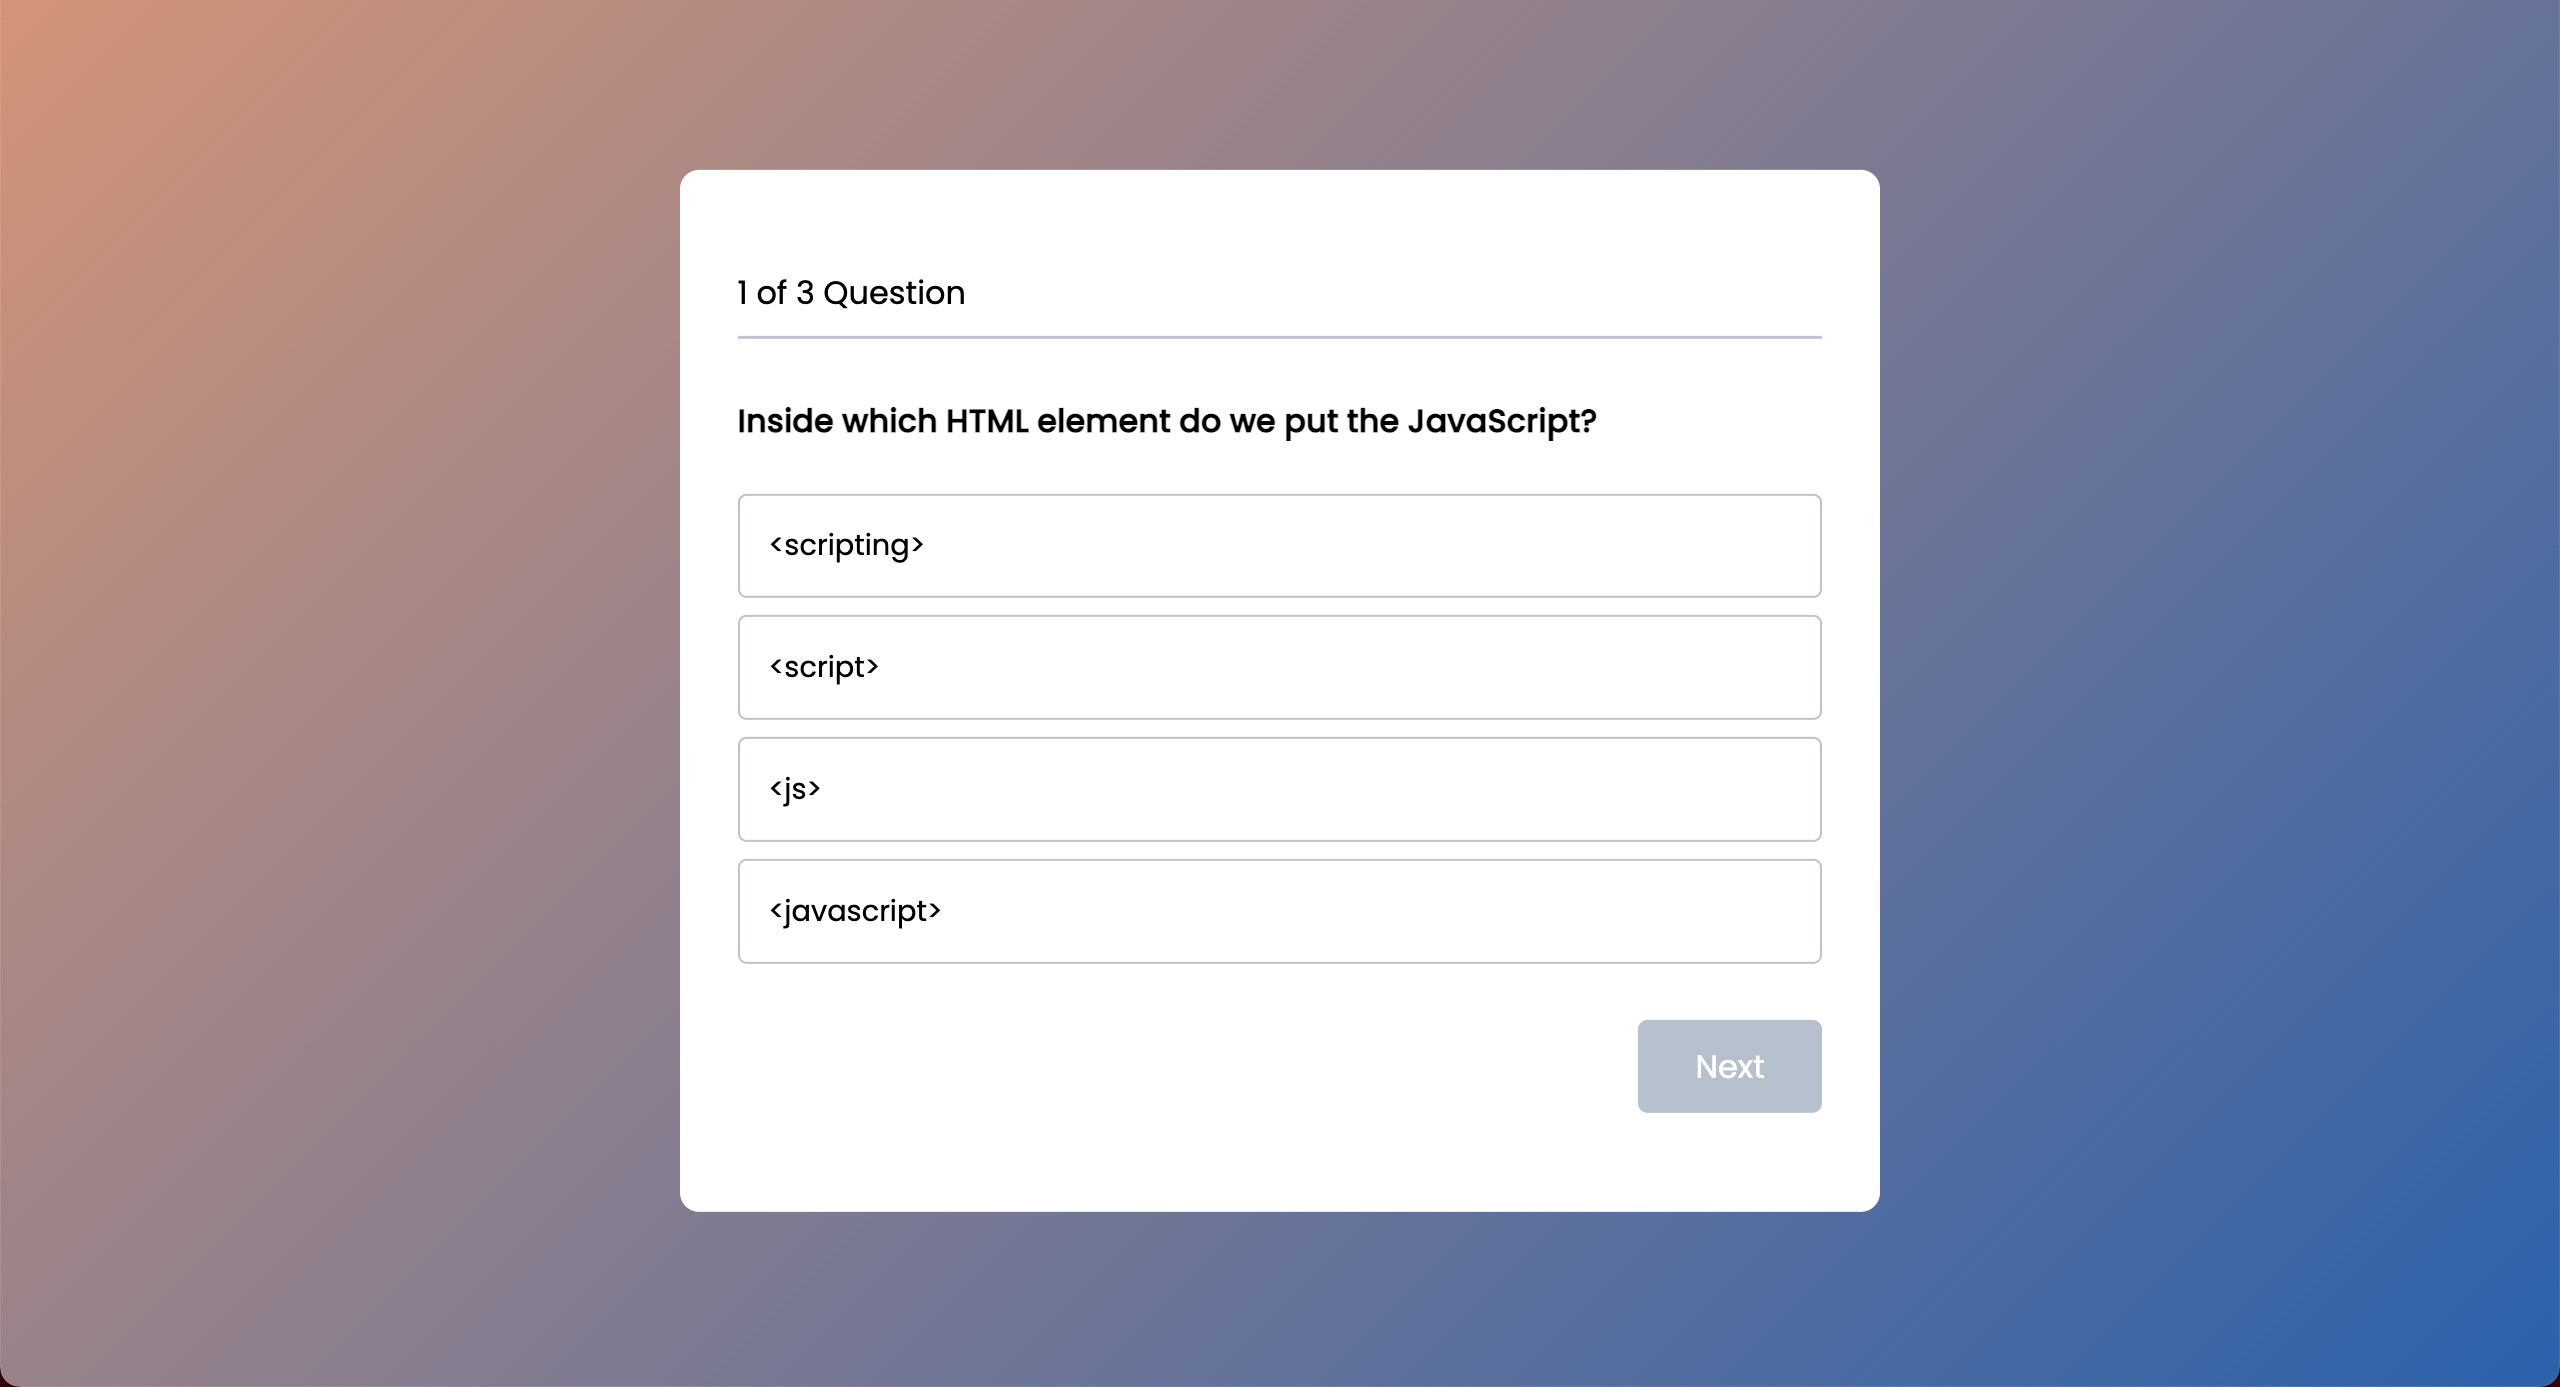 1 of 3 Question
Inside which HTML element do we put the JavaScript?
<scripting>
<script>
<js>
<javascript>
Next